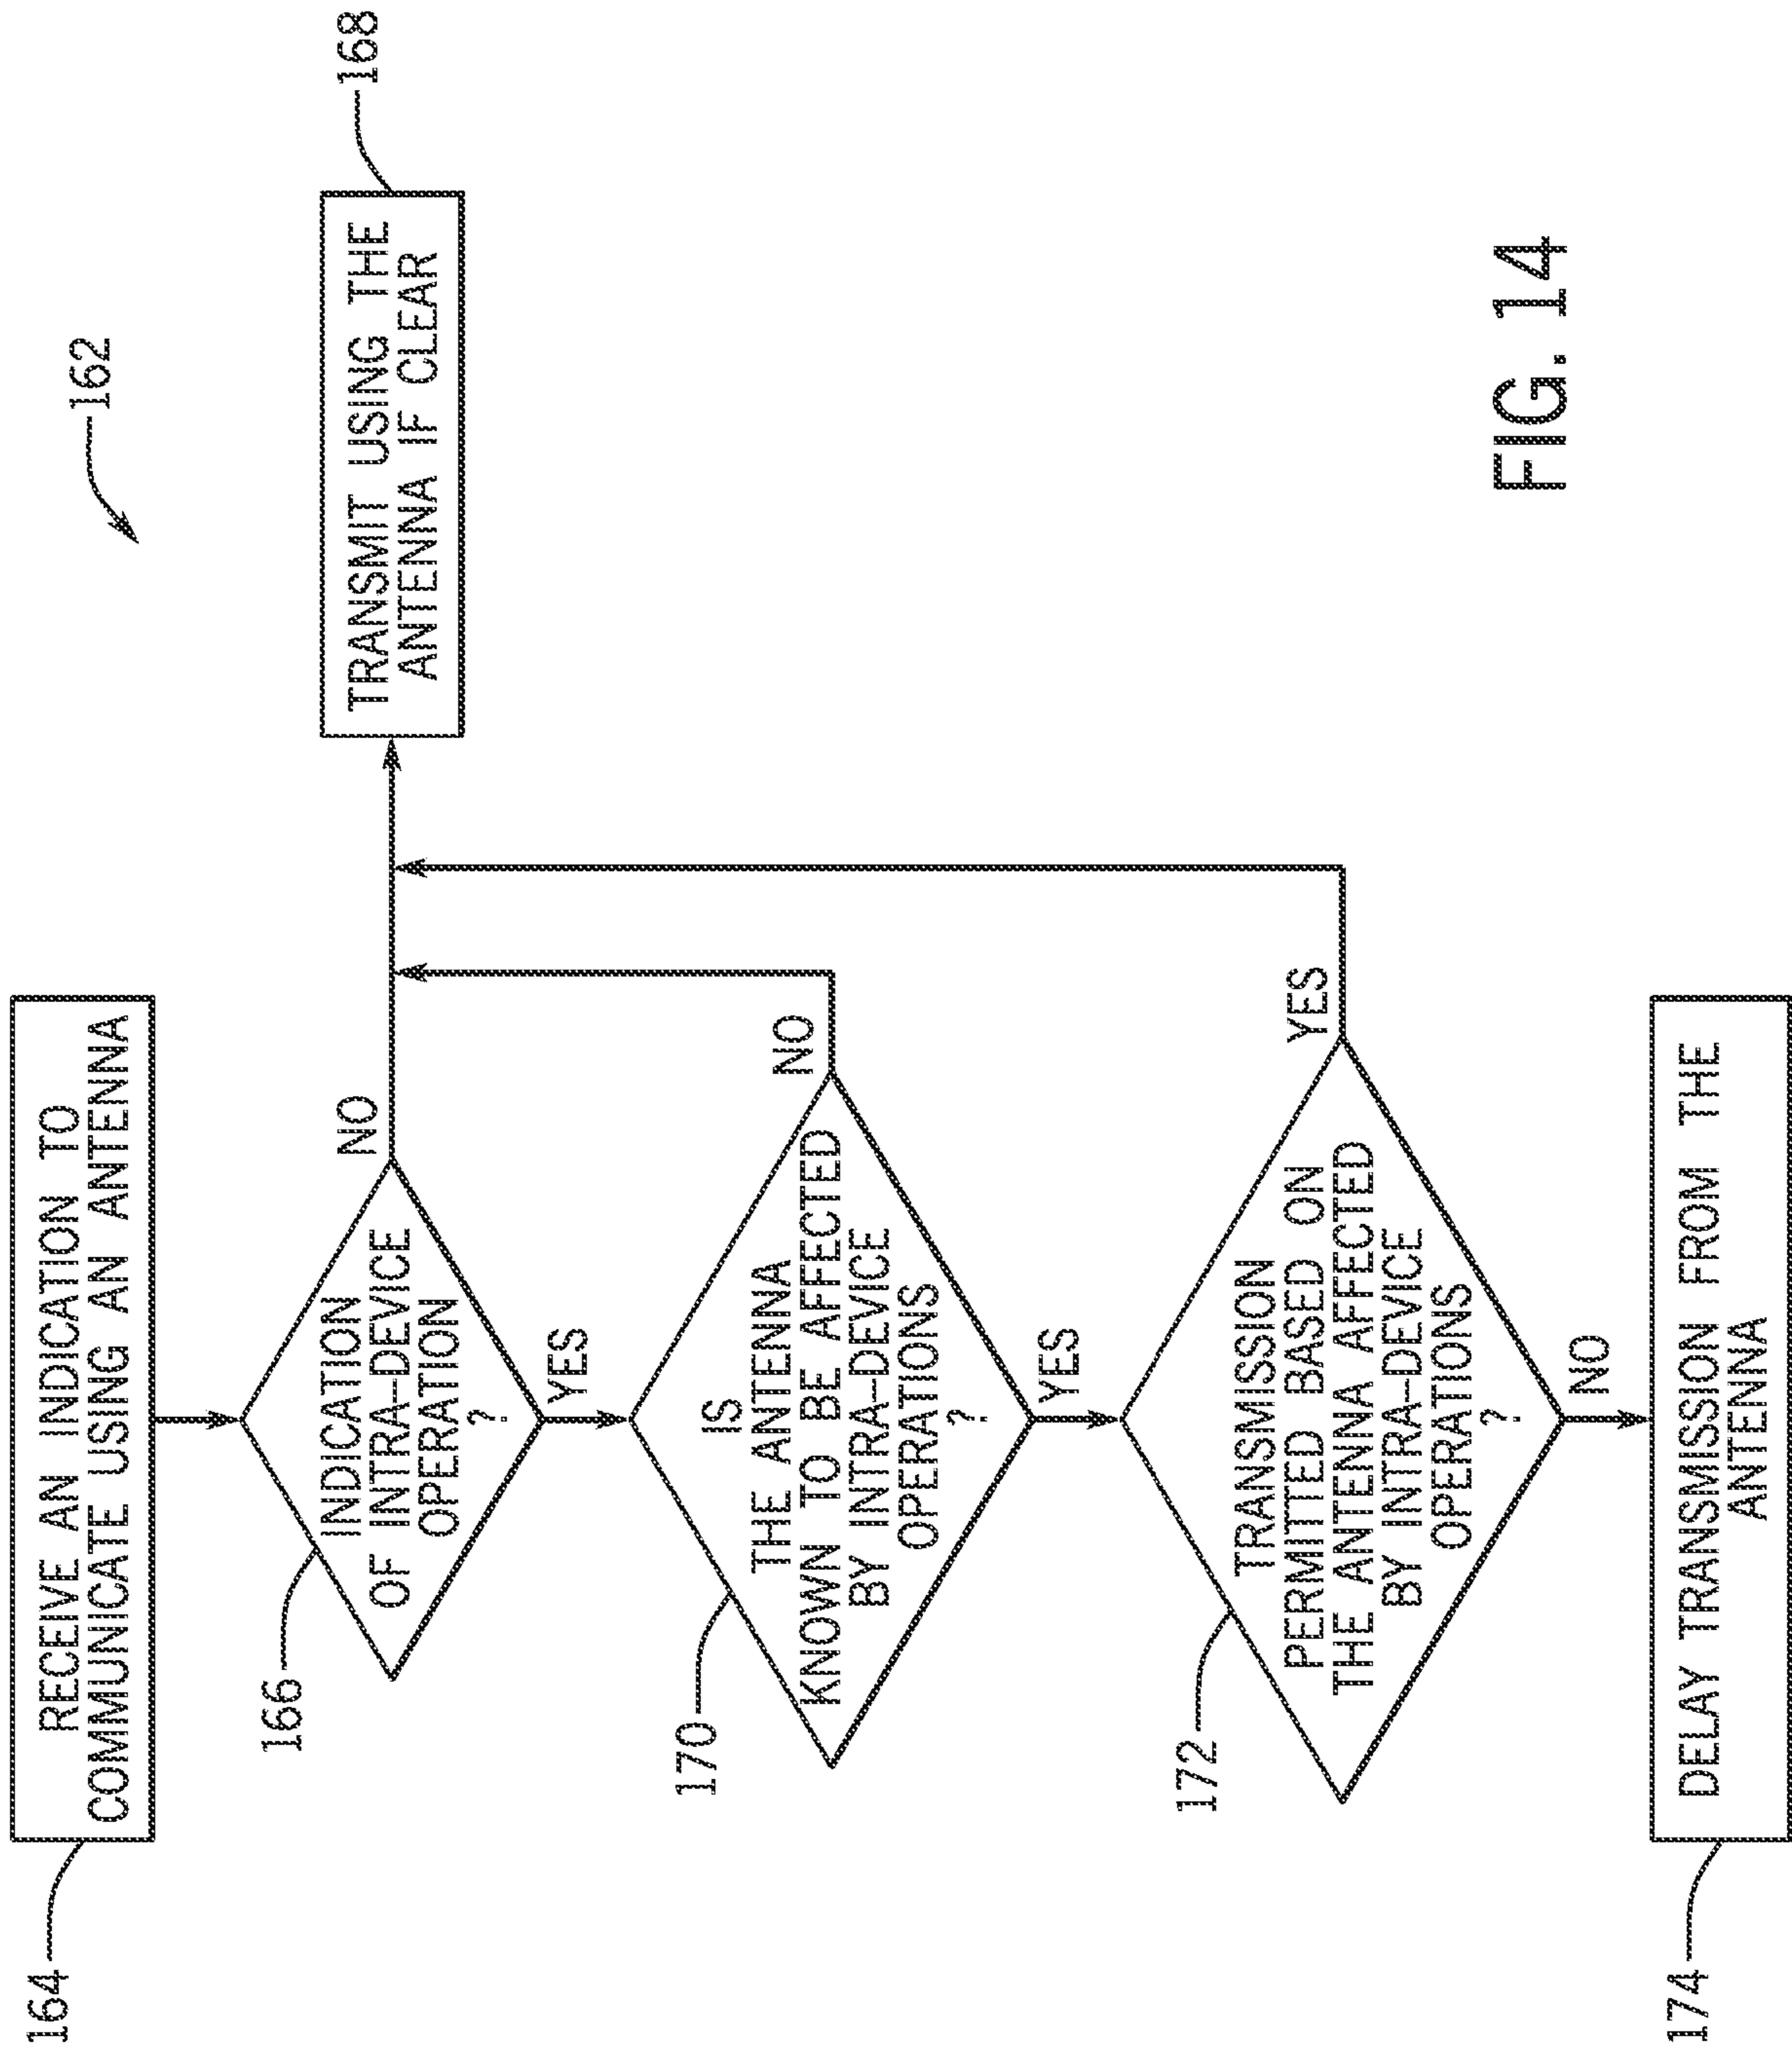 162
164
RECEIVE AN INDICATION TO
COMMUNICATE USING AN ANTENNA
166
INDICATION
OF INTRA-DEVICE
OPERATION
?
NO
YES
168
TRANSMIT USING THE
ANTENNA IF CLEAR
170
IS
THE ANTENNA
KNOWN TO BE AFFECTED
BY INTRA-DEVICE
OPERATIONS
?
NO
YES
172
TRANSMISSION
PERMITTED BASED ON
THE ANTENNA AFFECTED
BY INTRA-DEVICE
OPERATIONS
?
YES
NO
174
DELAY TRANSMISSION FROM THE
ANTENNA
FIG. 14